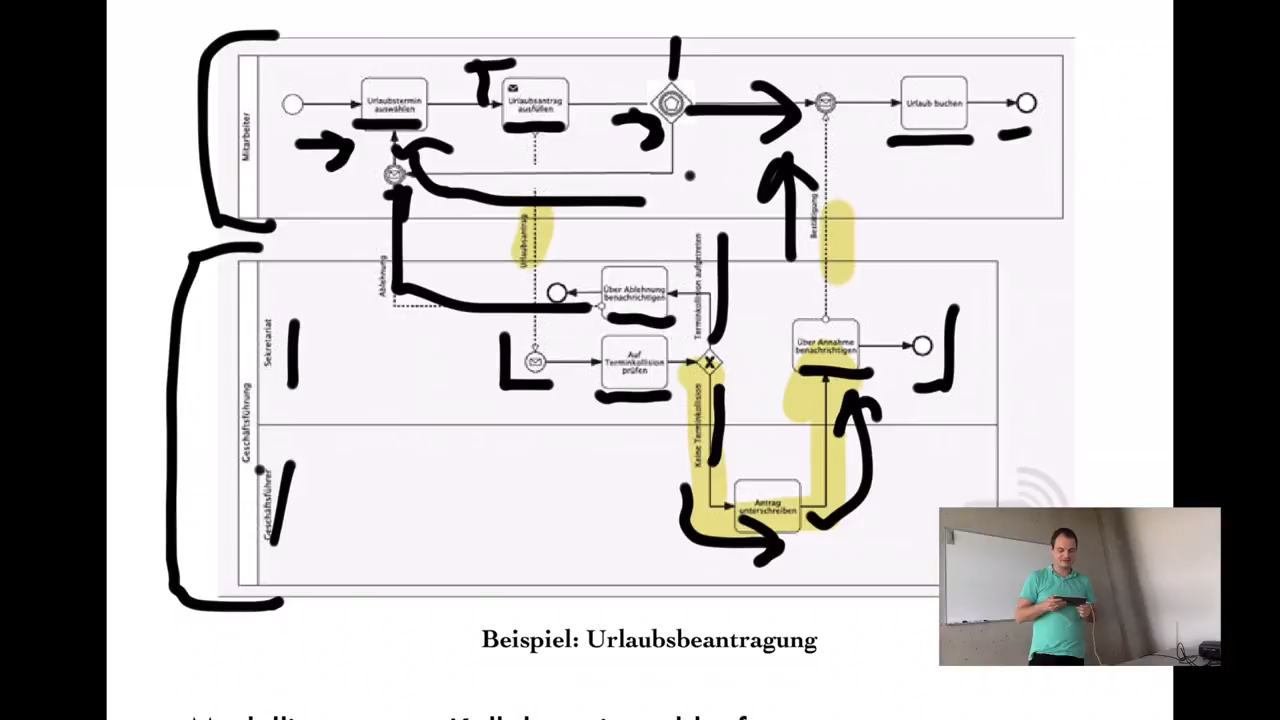 Mitarbeiter
Urlaubstermin
auswählen
Urlaubsantrag
ausfüllen
Urlaub buchen
Urlaubsantrag
Bestätigung
Ablehnung
Terminkollision aufgetreten
Geschäftsführung
Sekretariat
Über Ablehnung
benachrichtigen
Auf
Terminkollision
prüfen
Über Annahme
benachrichtigen
Keine Terminkollision
Geschäftsführer
Antrag
unterschreiben
Beispiel: Urlaubsbeantragung